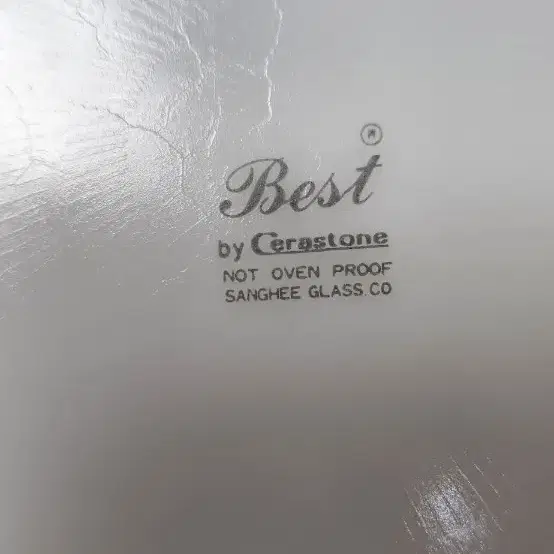 ®
Best
by Cerastone
NOT OVEN PROOF
SANGHEE GLASS.CO